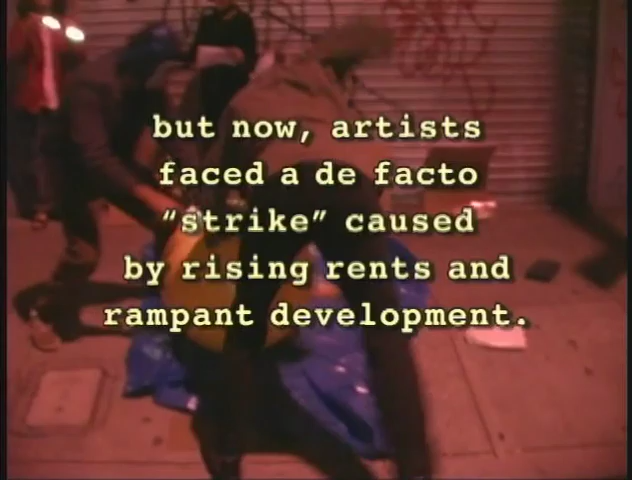 but now, artists
faced a de facto
“strike” caused
by rising rents and
rampant development.